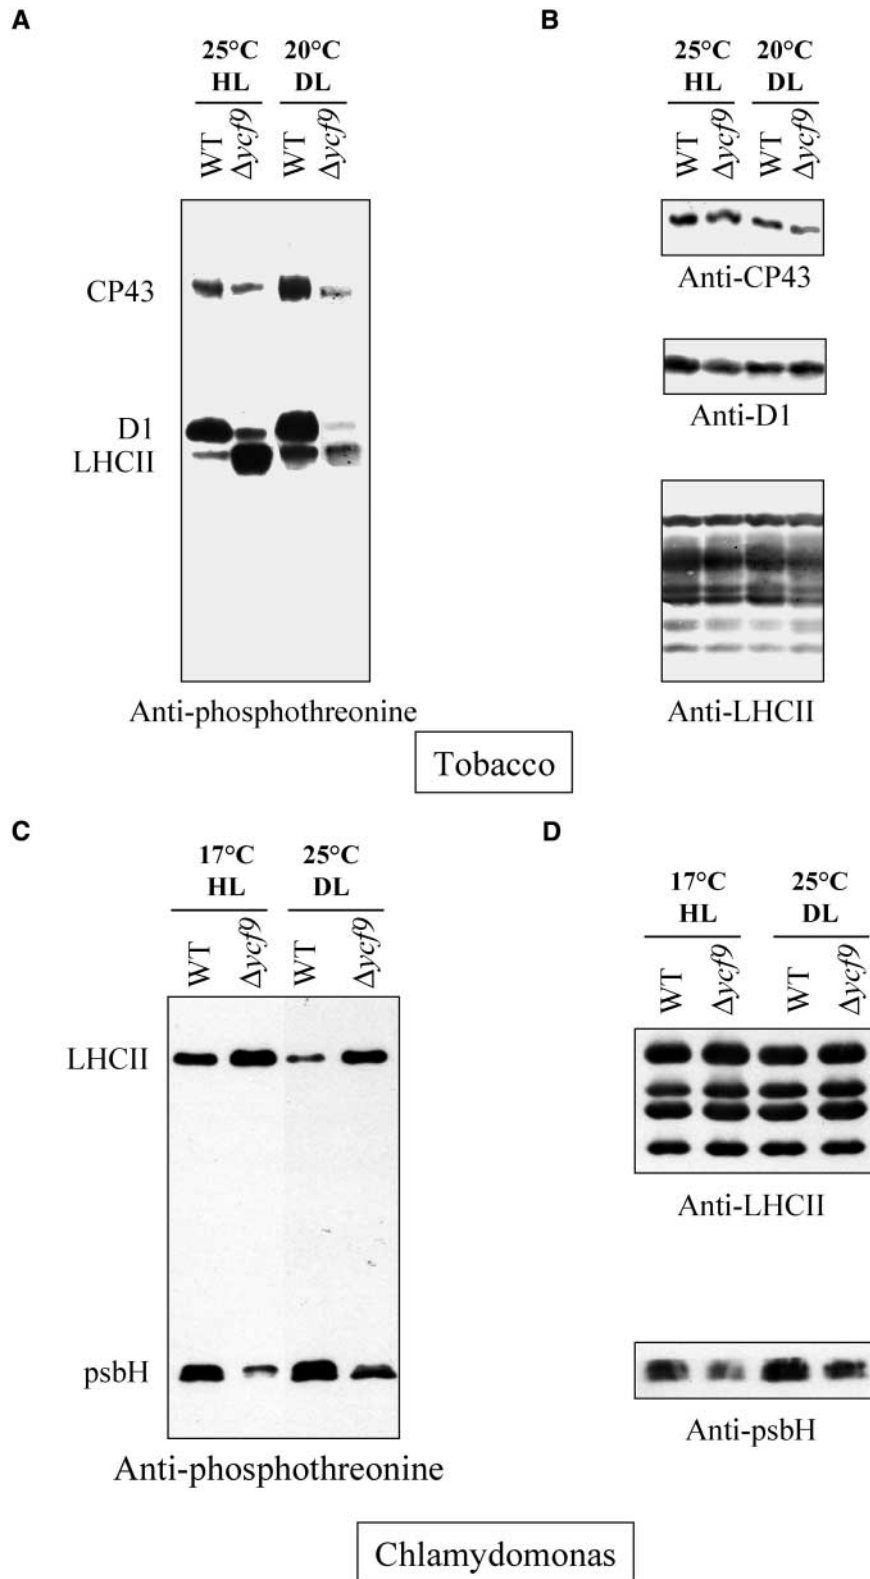 A
25°C 20°C
HL DL
WT Δycf9 WT Δycf9
CP43
D1
LHCII
Anti-phosphothreonine
B
25°C 20°C
HL DL
WT Δycf9 WT Δycf9
Anti-CP43
Anti-D1
Anti-LHCII
Tobacco
C
17°C 25°C
HL DL
WT Δycf9 WT Δycf9
LHCII
psbH
Anti-phosphothreonine
D
17°C 25°C
HL DL
WT Δycf9 WT Δycf9
Anti-LHCII
Anti-psbH
Chlamydomonas